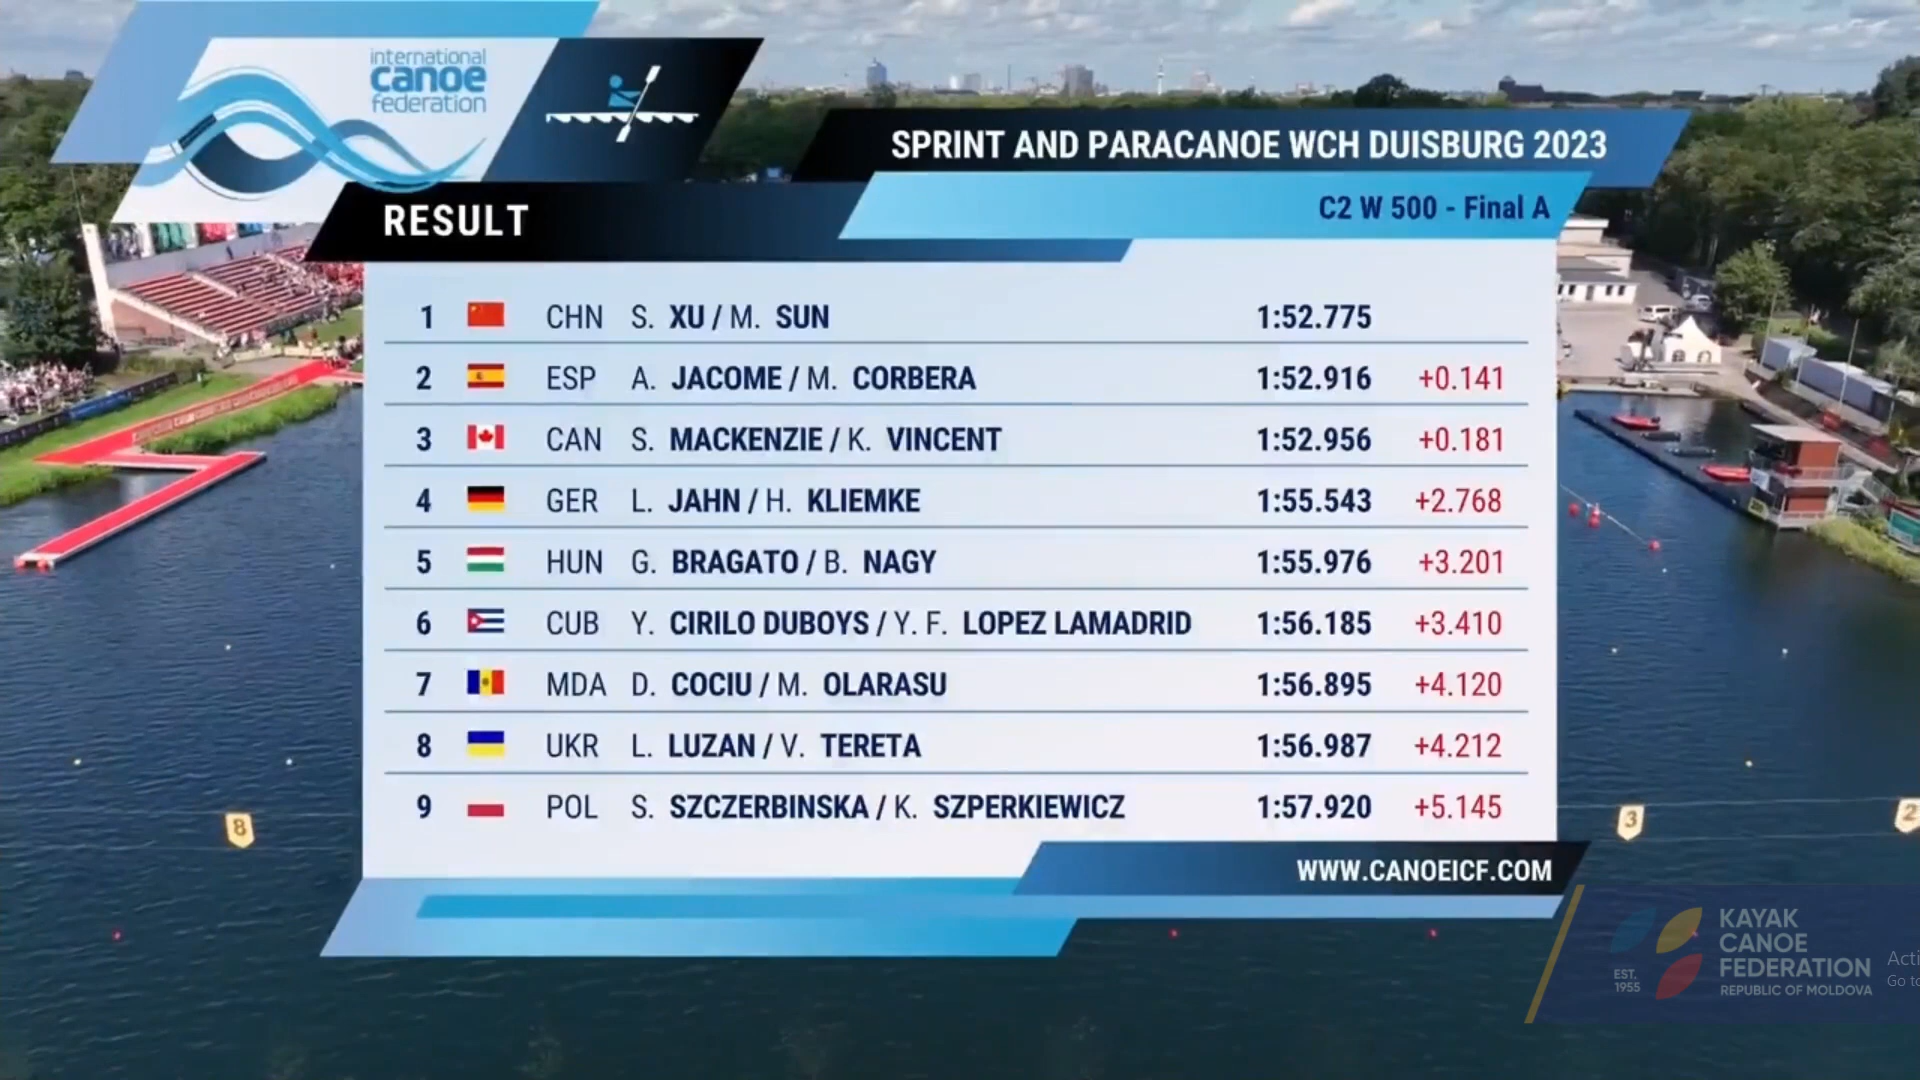 international
canoe
federation
SPRINT AND PARACANOE WCH DUISBURG 2023
C2 W 500 - Final A
RESULT
1 CHN S. XU / M. SUN 1:52.775
2 ESP A. JACOME / M. CORBERA 1:52.916 +0.141
3 CAN S. MACKENZIE / K. VINCENT 1:52.956 +0.181
4 GER L. JAHN / H. KLIEMKE 1:55.543 +2.768
5 HUN G. BRAGATO / B. NAGY 1:55.976 +3.201
6 CUB Y. CIRILO DUBOYS / Y. F. LOPEZ LAMADRID 1:56.185 +3.410
7 MDA D. COCIU / M. OLARASU 1:56.895 +4.120
8 UKR L. LUZAN / V. TERETA 1:56.987 +4.212
9 POL S. SZCZERBINSKA / K. SZPERKIEWICZ 1:57.920 +5.145
8
3
2
WWW.CANOEICF.COM
KAYAK
CANOE
FEDERATION
REPUBLIC OF MOLDOVA
EST.
1955
Acti
Go to